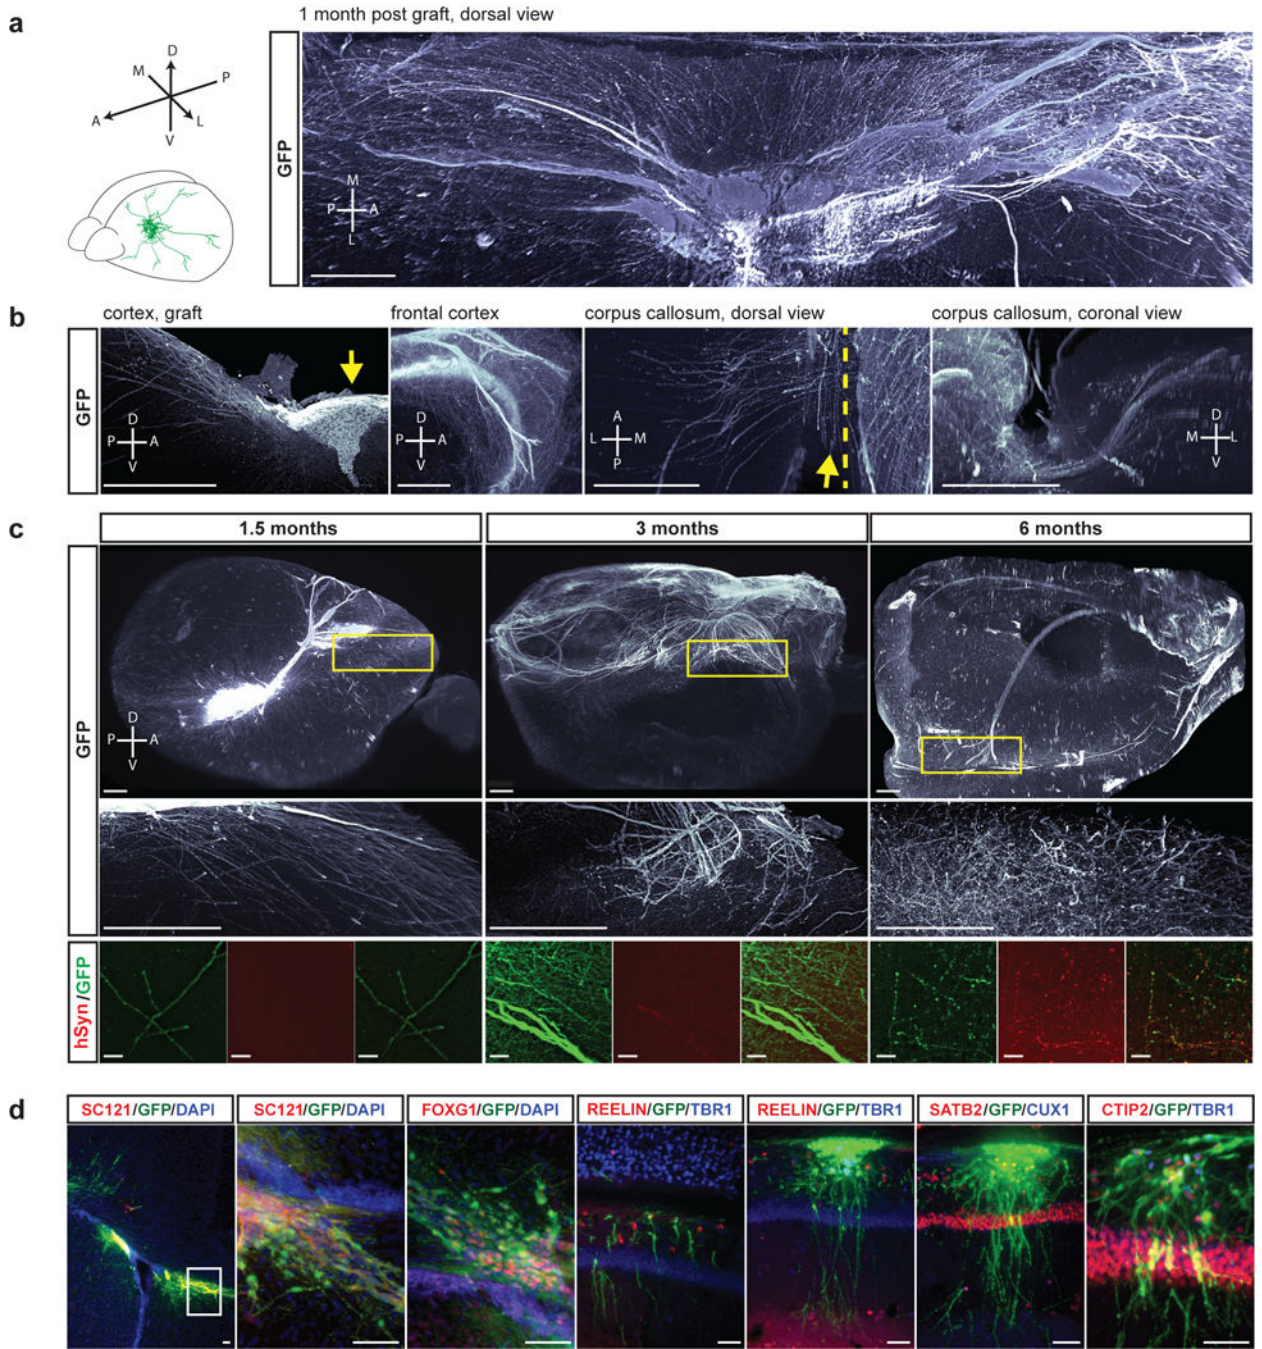 a
1 month post graft, dorsal view
D
M
P
A
L
V
GFP
M
P A
L
b
cortex, graft
frontal cortex
corpus callosum, dorsal view
corpus callosum, coronal view
GFP
D
P A
V
D
P A
V
A
L M
P
D
M L
V
c
1.5 months
3 months
6 months
GFP
D
P A
V
hSyn/GFP
d
SC121/GFP/DAPI
SC121/GFP/DAPI
FOXG1/GFP/DAPI
REELIN/GFP/TBR1
REELIN/GFP/TBR1
SATB2/GFP/CUX1
CTIP2/GFP/TBR1